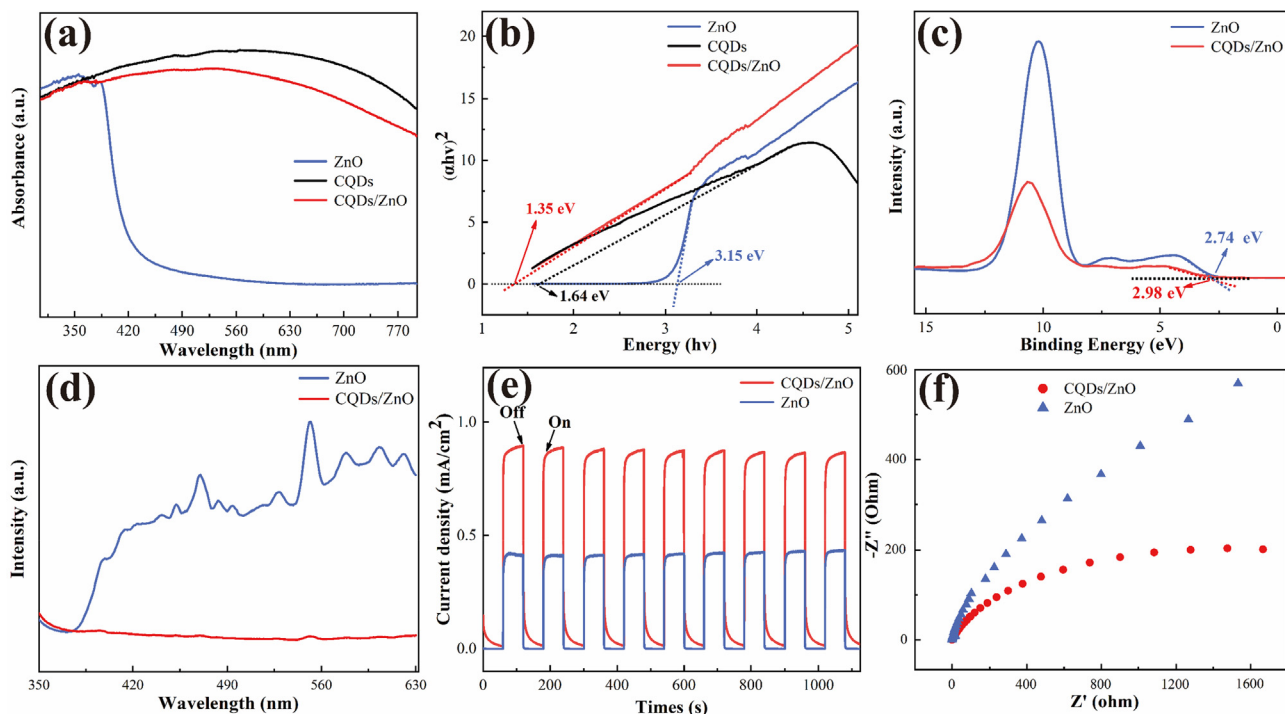 (a)
Absorbance (a.u.)
ZnO
CQDs
CQDs/ZnO
350 420 490 560 630 700 770
Wavelength (nm)
(b)
ZnO
CQDs
CQDs/ZnO
(αhv)²
20
15
10
5
0
1.35 eV
3.15 eV
1.64 eV
1 2 3 4 5
Energy (hv)
(c)
ZnO
CQDs/ZnO
Intensity (a.u.)
2.74 eV
2.98 eV
15 10 5 0
Binding Energy (eV)
(d)
ZnO
CQDs/ZnO
Intensity (a.u.)
350 420 490 560 630
Wavelength (nm)
(e)
CQDs/ZnO
ZnO
Current density (mA/cm²)
1.0
0.5
0.0
Off
On
0 200 400 600 800 1000
Times (s)
(f)
CQDs/ZnO
ZnO
-Z" (Ohm)
600
400
200
0
0 400 800 1200 1600
Z' (ohm)